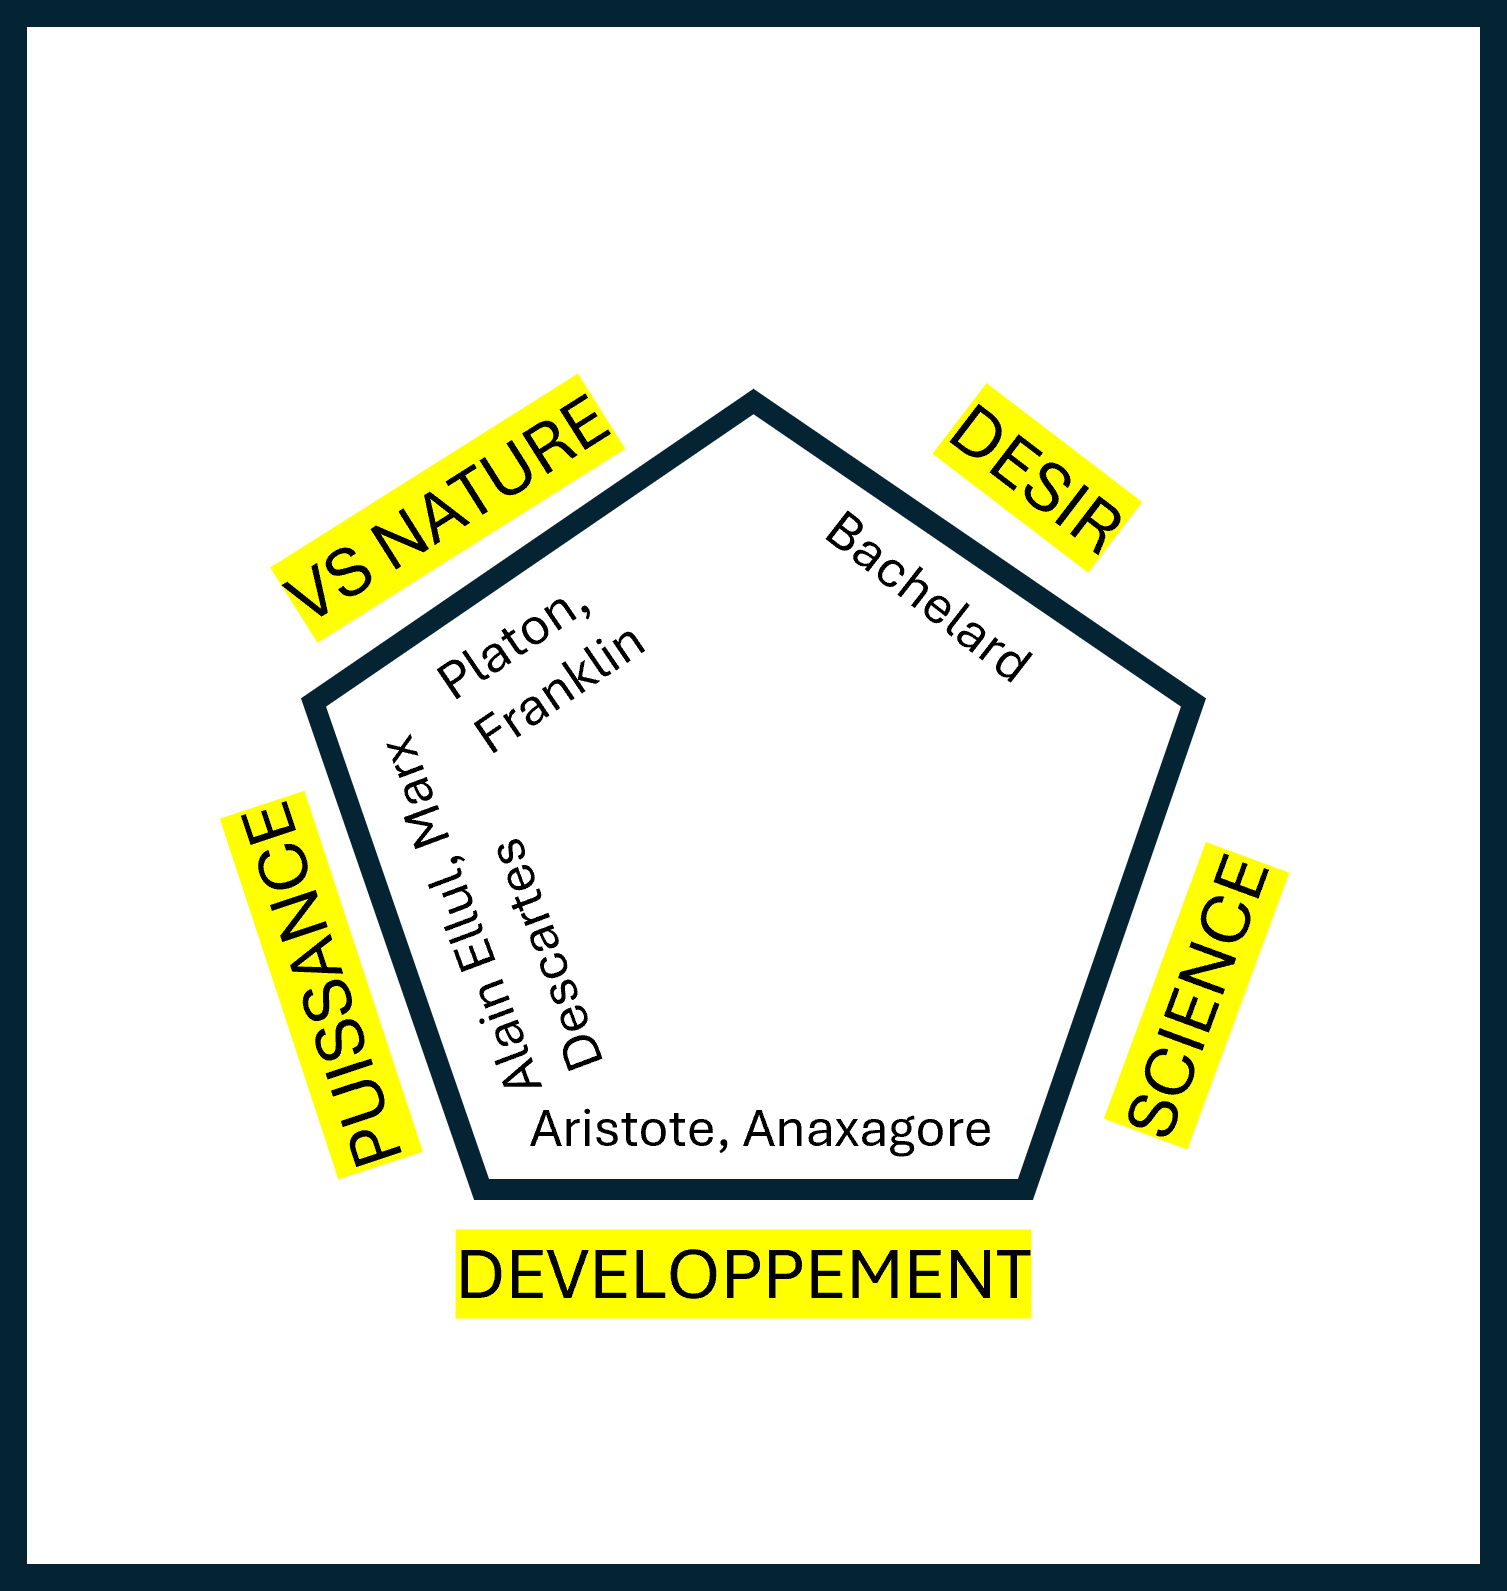 VS NATURE
DESIR
Bachelard
Platon,
Franklin
PUISSANCE
Alain Ellul, Marx
Descartes
SCIENCE
Aristote, Anaxagore
DEVELOPPEMENT